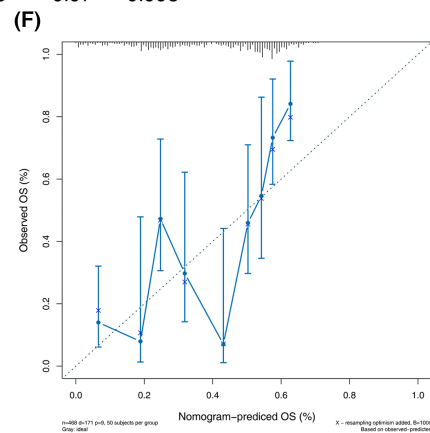 (F)
1.0
0.8
0.6
0.4
0.2
0.0
Observed OS (%)
0.0 0.2 0.4 0.6 0.8 1.0
Nomogram−prediced OS (%)
n=468 d=171 p=9, 50 subjects per group
Gray: ideal
X − resampling optimism added, B=1000
Based on observed−predicted